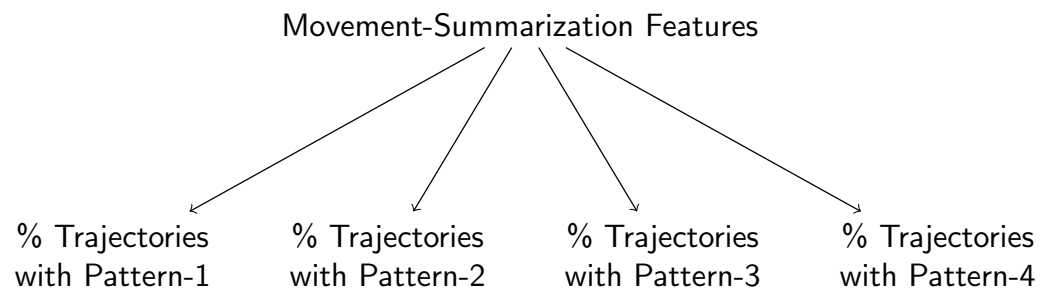 Movement-Summarization Features
% Trajectories
with Pattern-1
% Trajectories
with Pattern-2
% Trajectories
with Pattern-3
% Trajectories
with Pattern-4